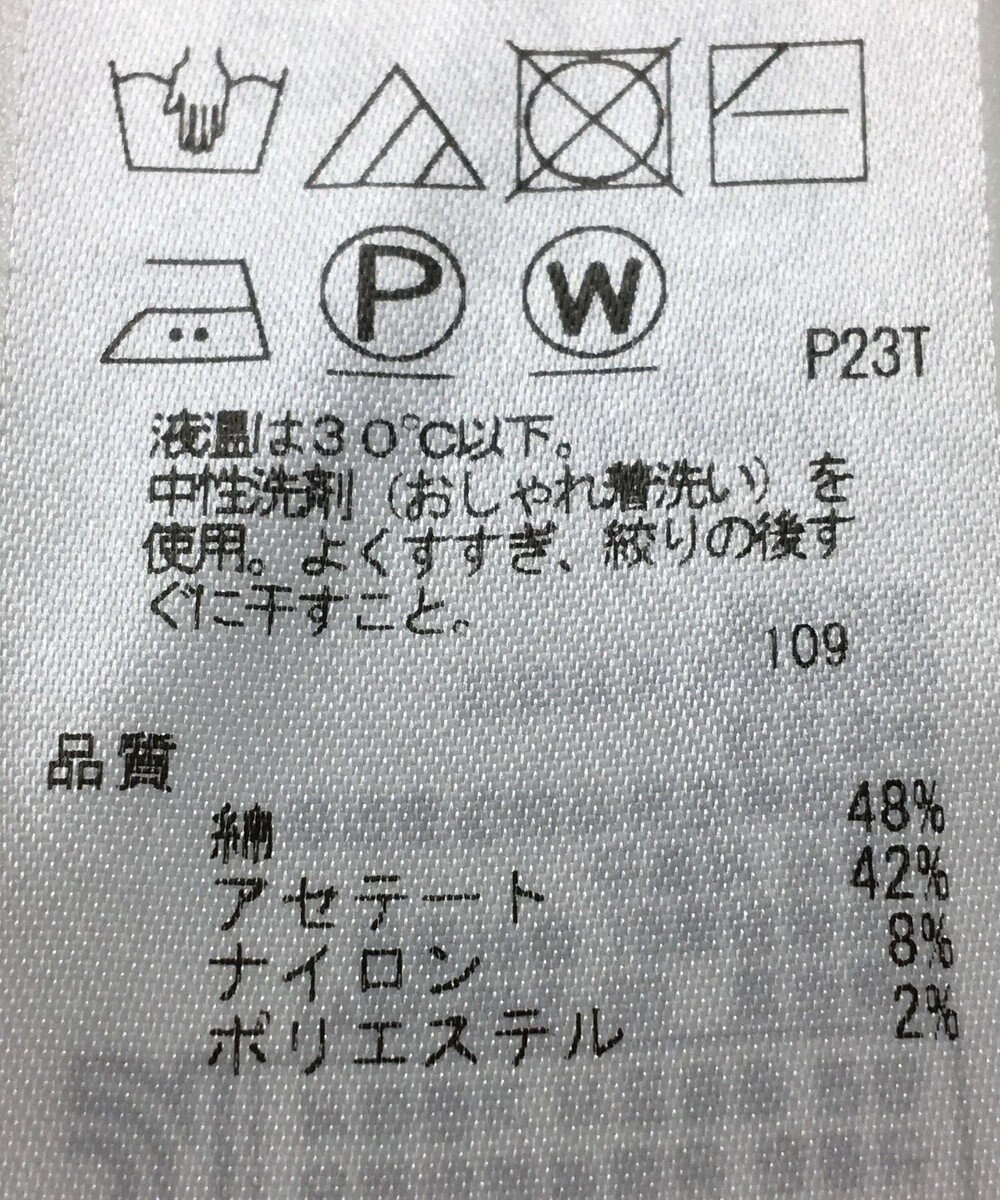 P W
P23T
液温は30℃以下。
中性洗剤（おしゃれ着洗い）を
使用。よくすすぎ、絞りの後す
ぐに干すこと。
109
品質
綿 48%
アセテート 42%
ナイロン 8%
ポリエステル 2%